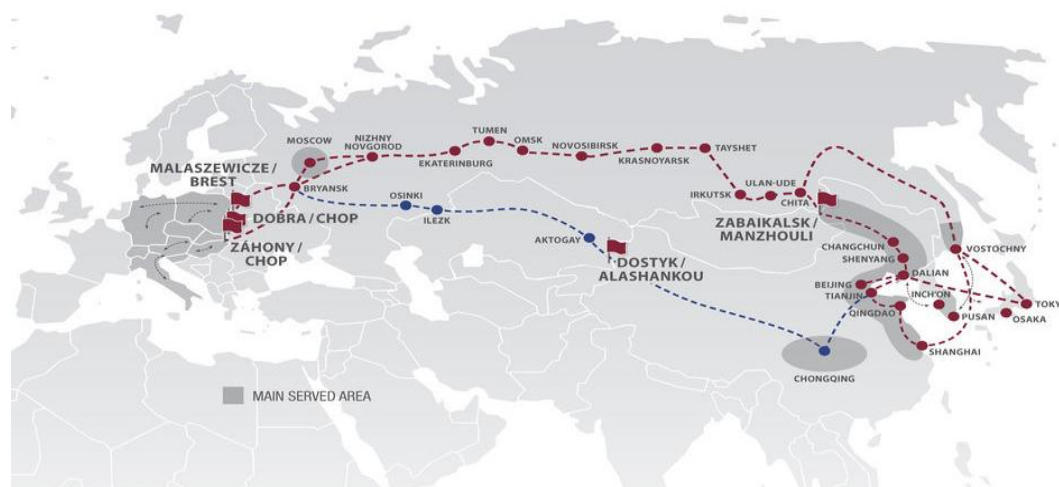 MOSCOW
NIZHNY
NOVGOROD
TUMEN
EKATERINBURG
OMSK
NOVOSIBIRSK
KRASNOYARSK
TAYSHET
MALASZEWICZE /
BREST
BRYANSK
DOBRA / CHOP
ZÁHONY /
CHOP
OSINKI
ILEZK
AKTOGAY
DOSTYK /
ALASHANKOU
IRKUTSK
ULAN-UDE
CHITA
ZABAIKALSK /
MANZHOULI
CHANGCHUN
SHENYANG
VOSTOCHNY
DALIAN
BEIJING
TIANJIN
INCH'ON
QINGDAO
PUSAN
OSAKA
TOKY
SHANGHAI
CHONGQING
MAIN SERVED AREA